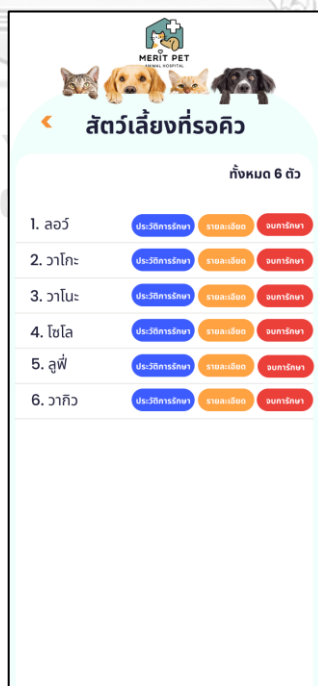 MERIT PET
ANIMAL HOSPITAL
สัตว์เลี้ยงที่รอคิว
ทั้งหมด 6 ตัว
1. ลอว์ ประวัติการรักษา รายละเอียด จบการรักษา
2. วาโกะ ประวัติการรักษา รายละเอียด จบการรักษา
3. วาโนะ ประวัติการรักษา รายละเอียด จบการรักษา
4. โซโล ประวัติการรักษา รายละเอียด จบการรักษา
5. ลูฟี่ ประวัติการรักษา รายละเอียด จบการรักษา
6. วากิว ประวัติการรักษา รายละเอียด จบการรักษา